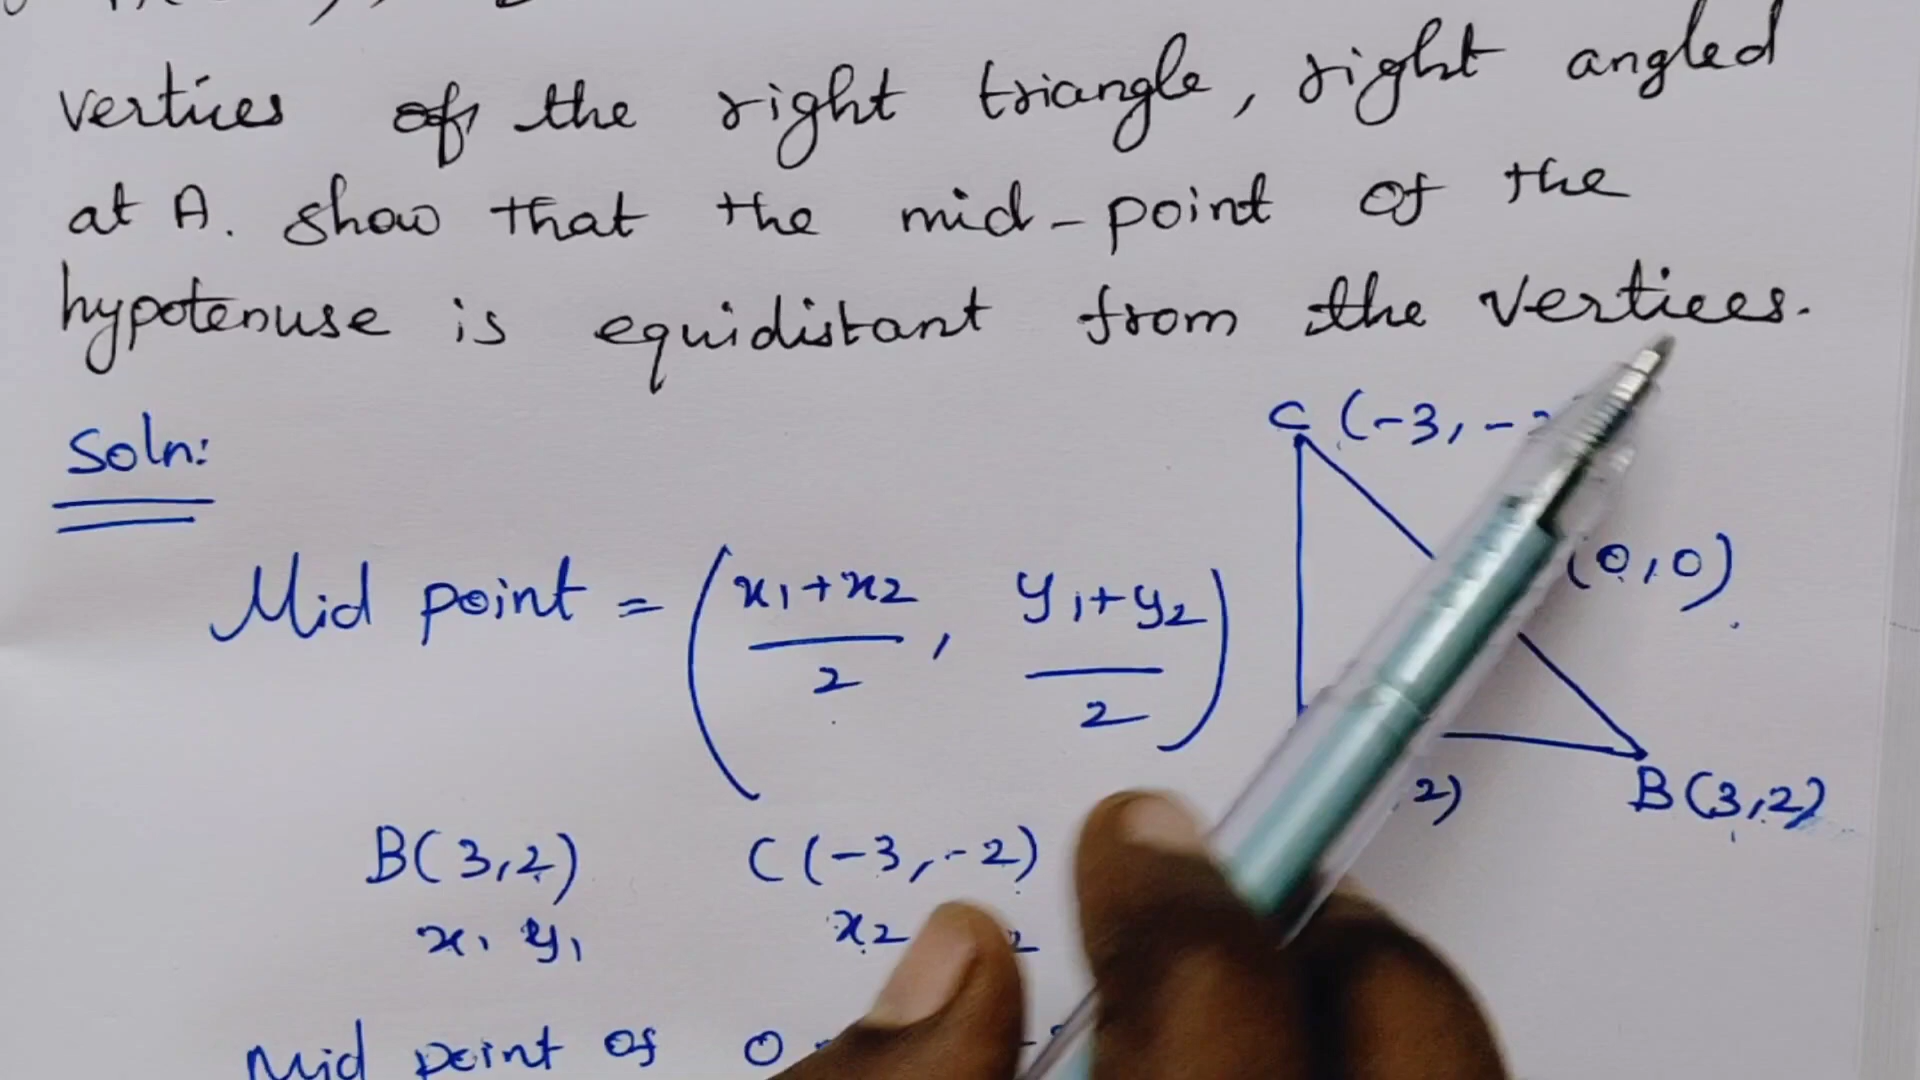 vertices of the right triangle, right angled
at A. show that the mid-point of the
hypotenuse is equidistant from the vertices.
Soln:
C (-3, -
(0,0)
Mid point = (x1+x2/2, y1+y2/2)
2)
B(3,2)
B(3,2) C(-3,-2)
x1 y1 x2 2
Mid point of